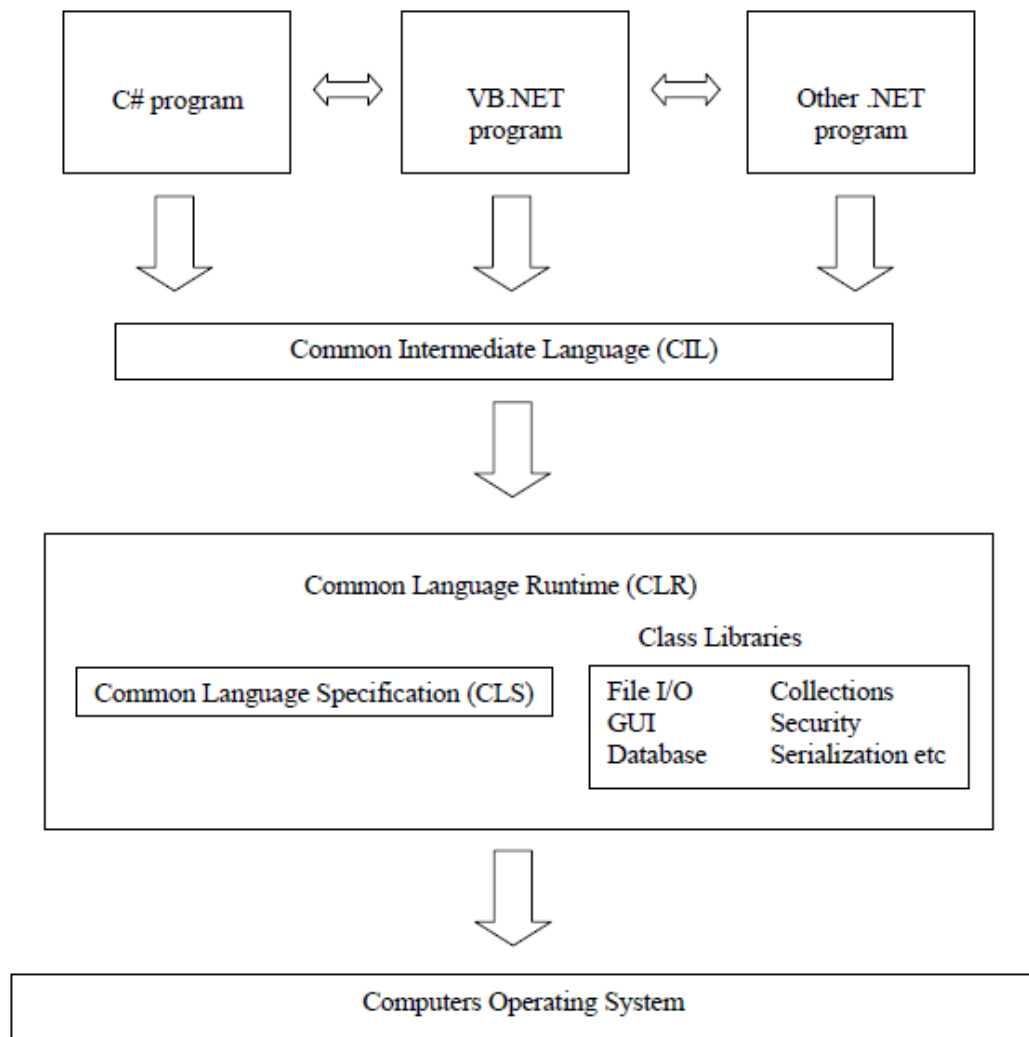 C# program
VB.NET
program
Other .NET
program
Common Intermediate Language (CIL)
Common Language Runtime (CLR)
Class Libraries
Common Language Specification (CLS)
File I/O Collections
GUI Security
Database Serialization etc
Computers Operating System